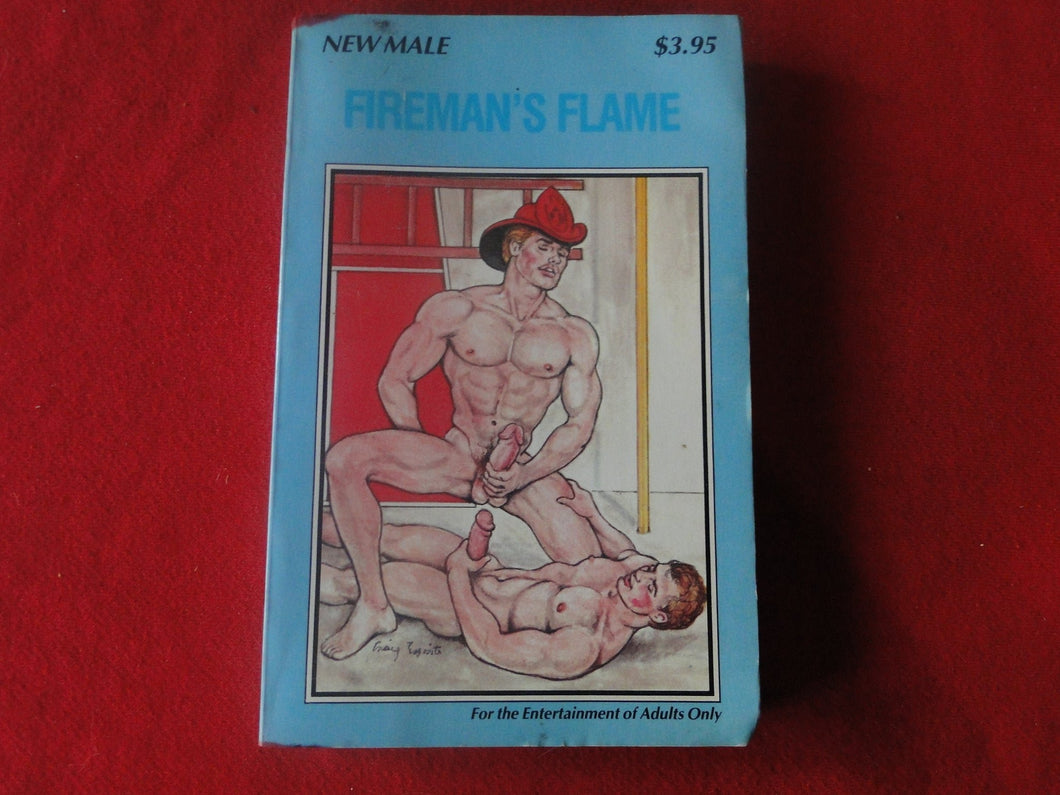 NEW MALE $3.95
FIREMAN'S FLAME
For the Entertainment of Adults Only